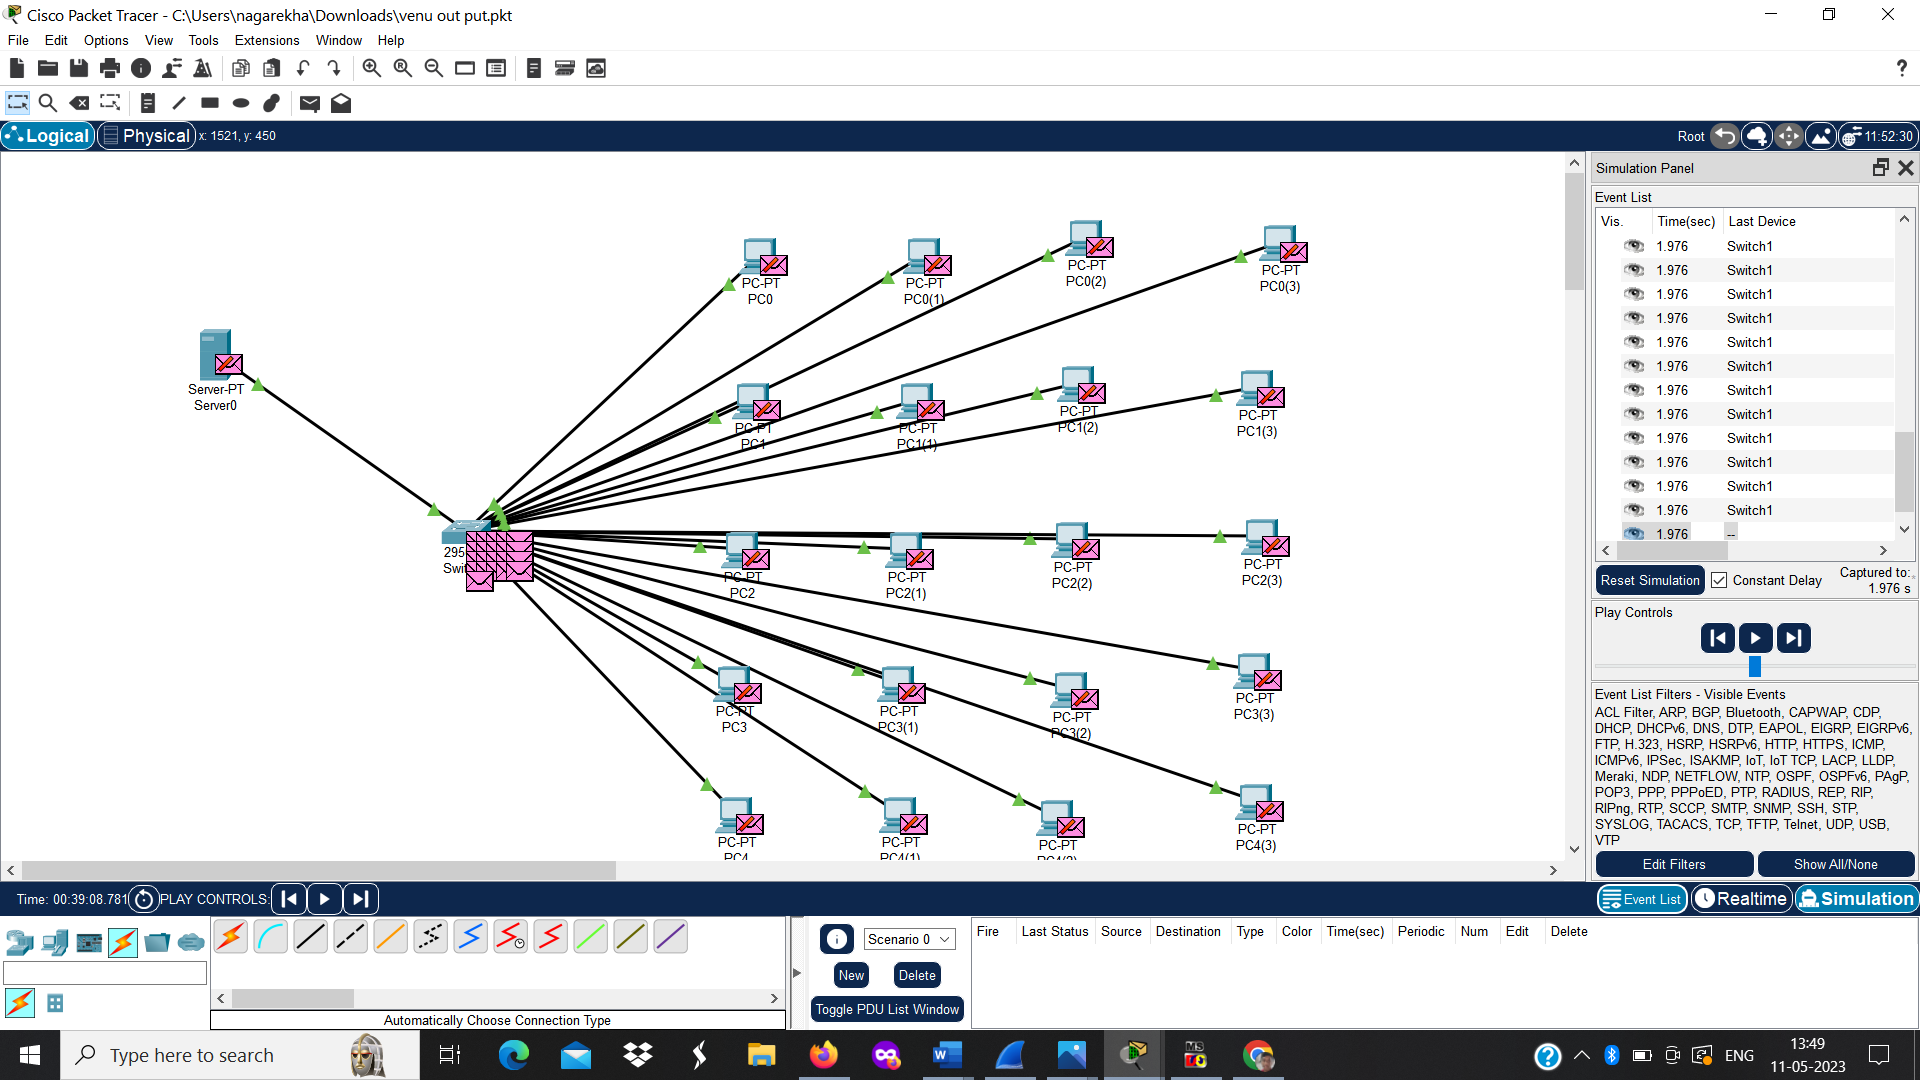 Cisco Packet Tracer - C:\Users\nagarekha\Downloads\venu out put.pkt
File Edit Options View Tools Extensions Window Help
Logical Physical x: 1521, y: 450 Root 11:52:30
Simulation Panel
Event List
Vis. Time(sec) Last Device
1.976 Switch1
1.976 Switch1
1.976 Switch1
1.976 Switch1
1.976 Switch1
1.976 Switch1
1.976 Switch1
1.976 Switch1
1.976 Switch1
1.976 Switch1
1.976 Switch1
1.976 Switch1
1.976 --
Reset Simulation Constant Delay Captured to:
1.976 s
Play Controls
Event List Filters - Visible Events
ACL Filter, ARP, BGP, Bluetooth, CAPWAP, CDP,
DHCP, DHCPv6, DNS, DTP, EAPOL, EIGRP, EIGRPv6,
FTP, H.323, HSRP, HSRPv6, HTTP, HTTPS, ICMP,
ICMPv6, IPSec, ISAKMP, IoT, IoT TCP, LACP, LLDP,
Meraki, NDP, NETFLOW, NTP, OSPF, OSPFv6, PAgP,
POP3, PPP, PPPoED, PTP, RADIUS, REP, RIP,
RIPng, RTP, SCCP, SMTP, SNMP, SSH, STP,
SYSLOG, TACACS, TCP, TFTP, Telnet, UDP, USB,
VTP
Edit Filters Show All/None
PC-PT
PC0
PC-PT
PC0(1)
PC-PT
PC0(2)
PC-PT
PC0(3)
Server-PT
Server0
PC-PT
PC1
PC-PT
PC1(1)
PC-PT
PC1(2)
PC-PT
PC1(3)
295
Swit
PC-PT
PC2
PC-PT
PC2(1)
PC-PT
PC2(2)
PC-PT
PC2(3)
PC-PT
PC3
PC-PT
PC3(1)
PC-PT
PC3(2)
PC-PT
PC3(3)
PC-PT
PC4
PC-PT
PC4(1)
PC-PT
PC4(2)
PC-PT
PC4(3)
Time: 00:39:08.781 PLAY CONTROLS: Event List Realtime Simulation
Scenario 0
New Delete
Toggle PDU List Window
Fire Last Status Source Destination Type Color Time(sec) Periodic Num Edit Delete
Automatically Choose Connection Type
Type here to search
ENG
13:49
11-05-2023